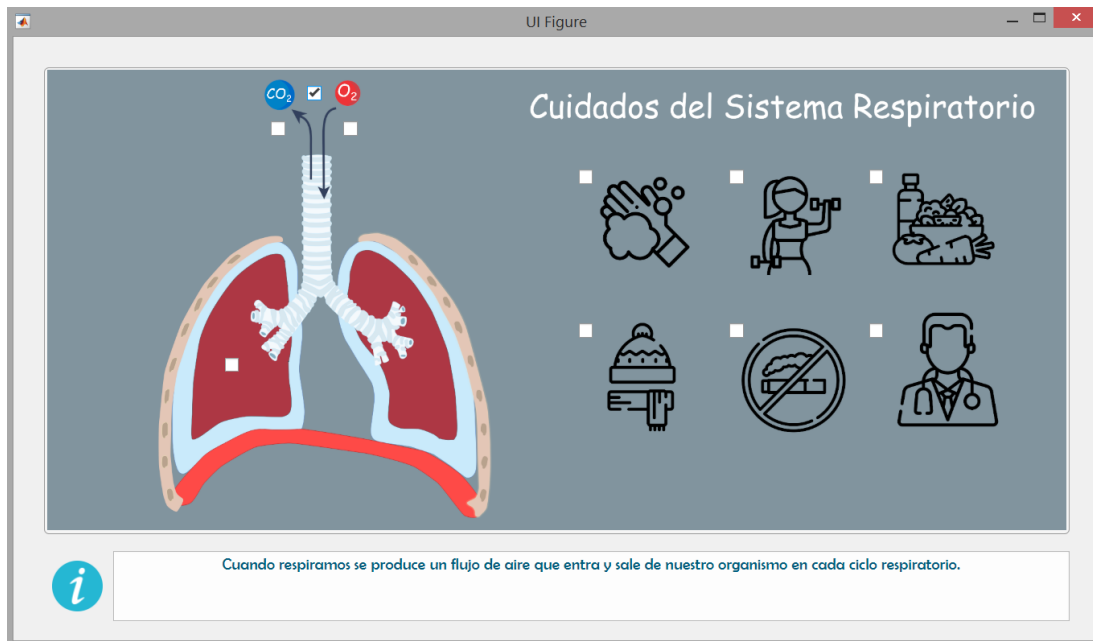 UI Figure
CO₂
O₂
Cuidados del Sistema Respiratorio
i
Cuando respiramos se produce un flujo de aire que entra y sale de nuestro organismo en cada ciclo respiratorio.